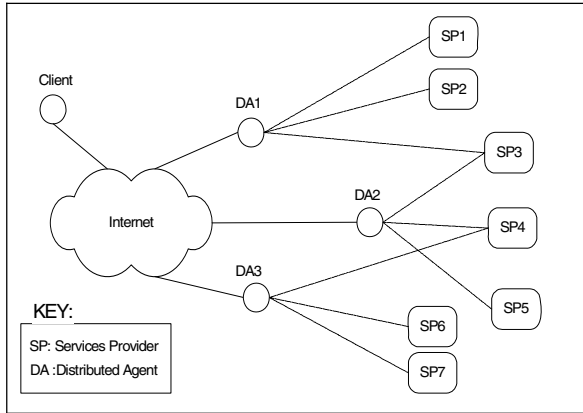 SP1
Client
SP2
DA1
SP3
DA2
Internet
SP4
DA3
KEY:
SP5
SP6
SP: Services Provider
DA :Distributed Agent
SP7